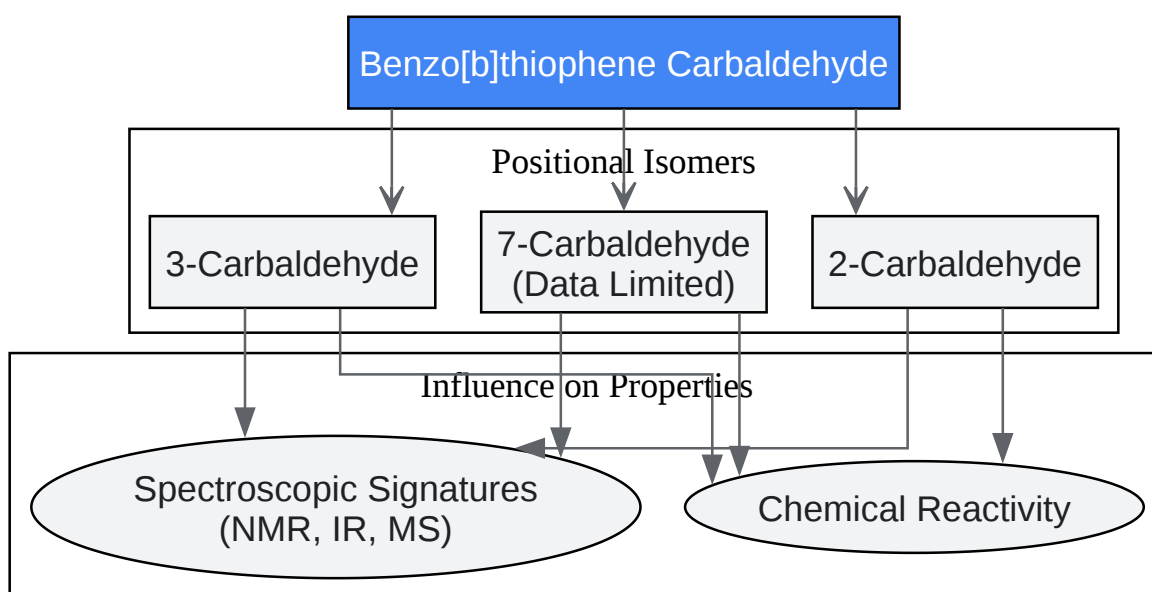 Benzo[b]thiophene Carbaldehyde
Positional Isomers
3-Carbaldehyde
7-Carbaldehyde
(Data Limited)
2-Carbaldehyde
Influence on Properties
Spectroscopic Signatures
(NMR, IR, MS)
Chemical Reactivity